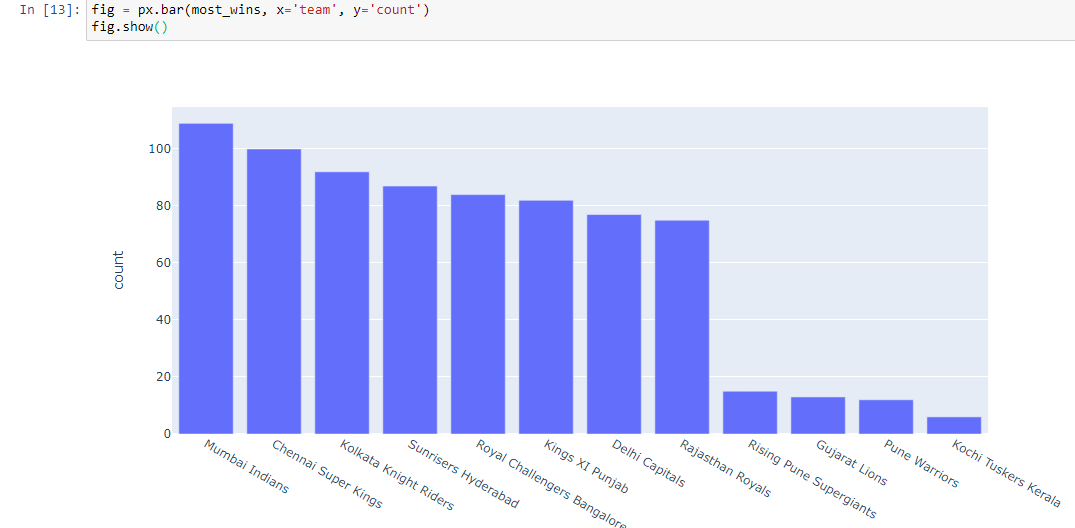 In [13]: fig = px.bar(most_wins, x='team', y='count')
fig.show()
100
80
60
40
20
0
count
Mumbai Indians
Chennai Super Kings
Kolkata Knight Riders
Sunrisers Hyderabad
Royal Challengers Bangalore
Kings XI Punjab
Delhi Capitals
Rajasthan Royals
Rising Pune Supergiants
Gujarat Lions
Pune Warriors
Kochi Tuskers Kerala